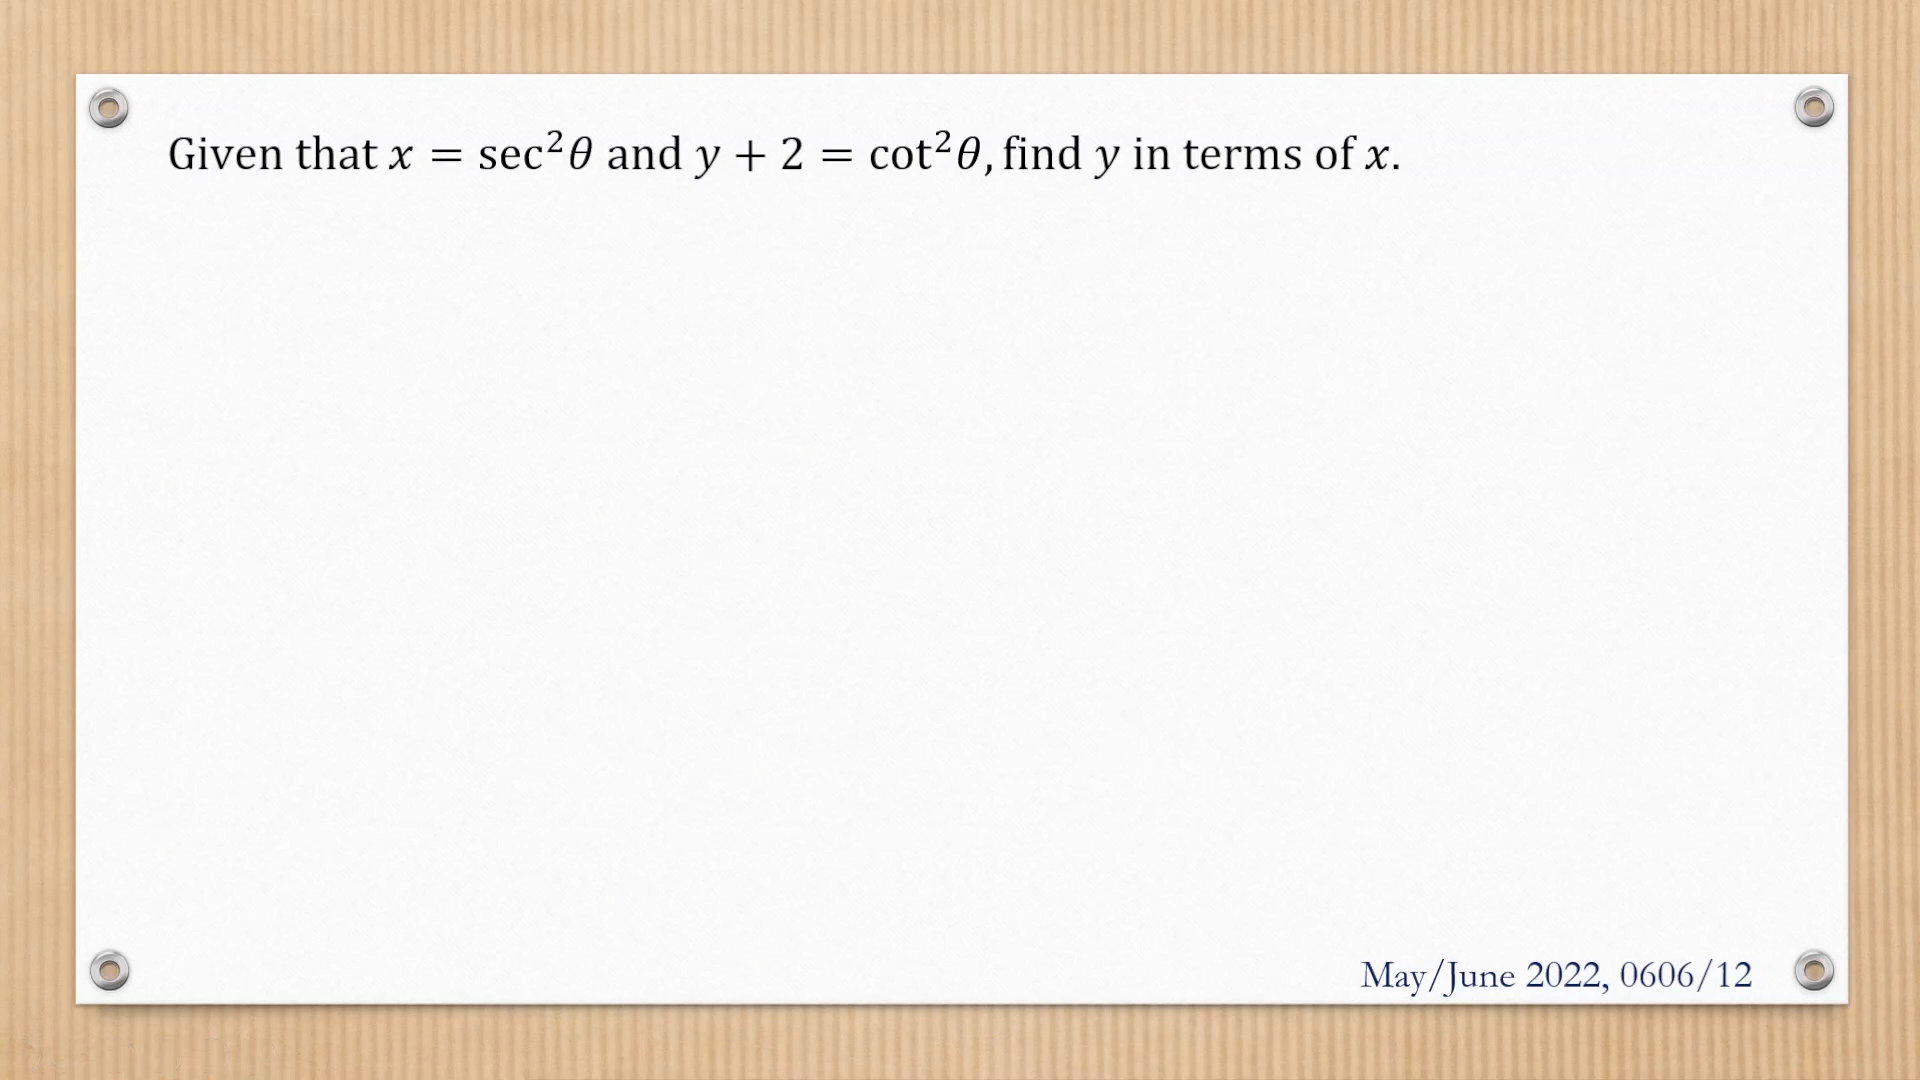 Given that x = sec²θ and y + 2 = cot²θ, find y in terms of x.
May/June 2022, 0606/12